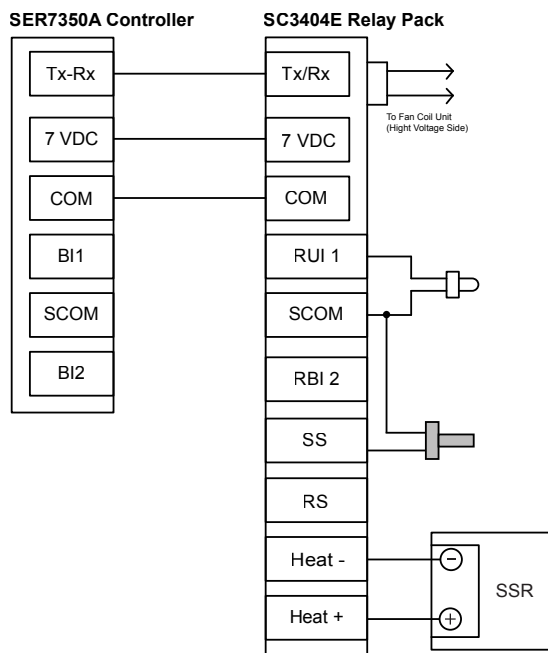 SER7350A Controller
SC3404E Relay Pack
Tx-Rx
Tx/Rx
To Fan Coil Unit
(Hight Voltage Side)
7 VDC
7 VDC
COM
COM
BI1
RUI 1
SCOM
SCOM
BI2
RBI 2
SS
RS
Heat -
−
SSR
Heat +
+